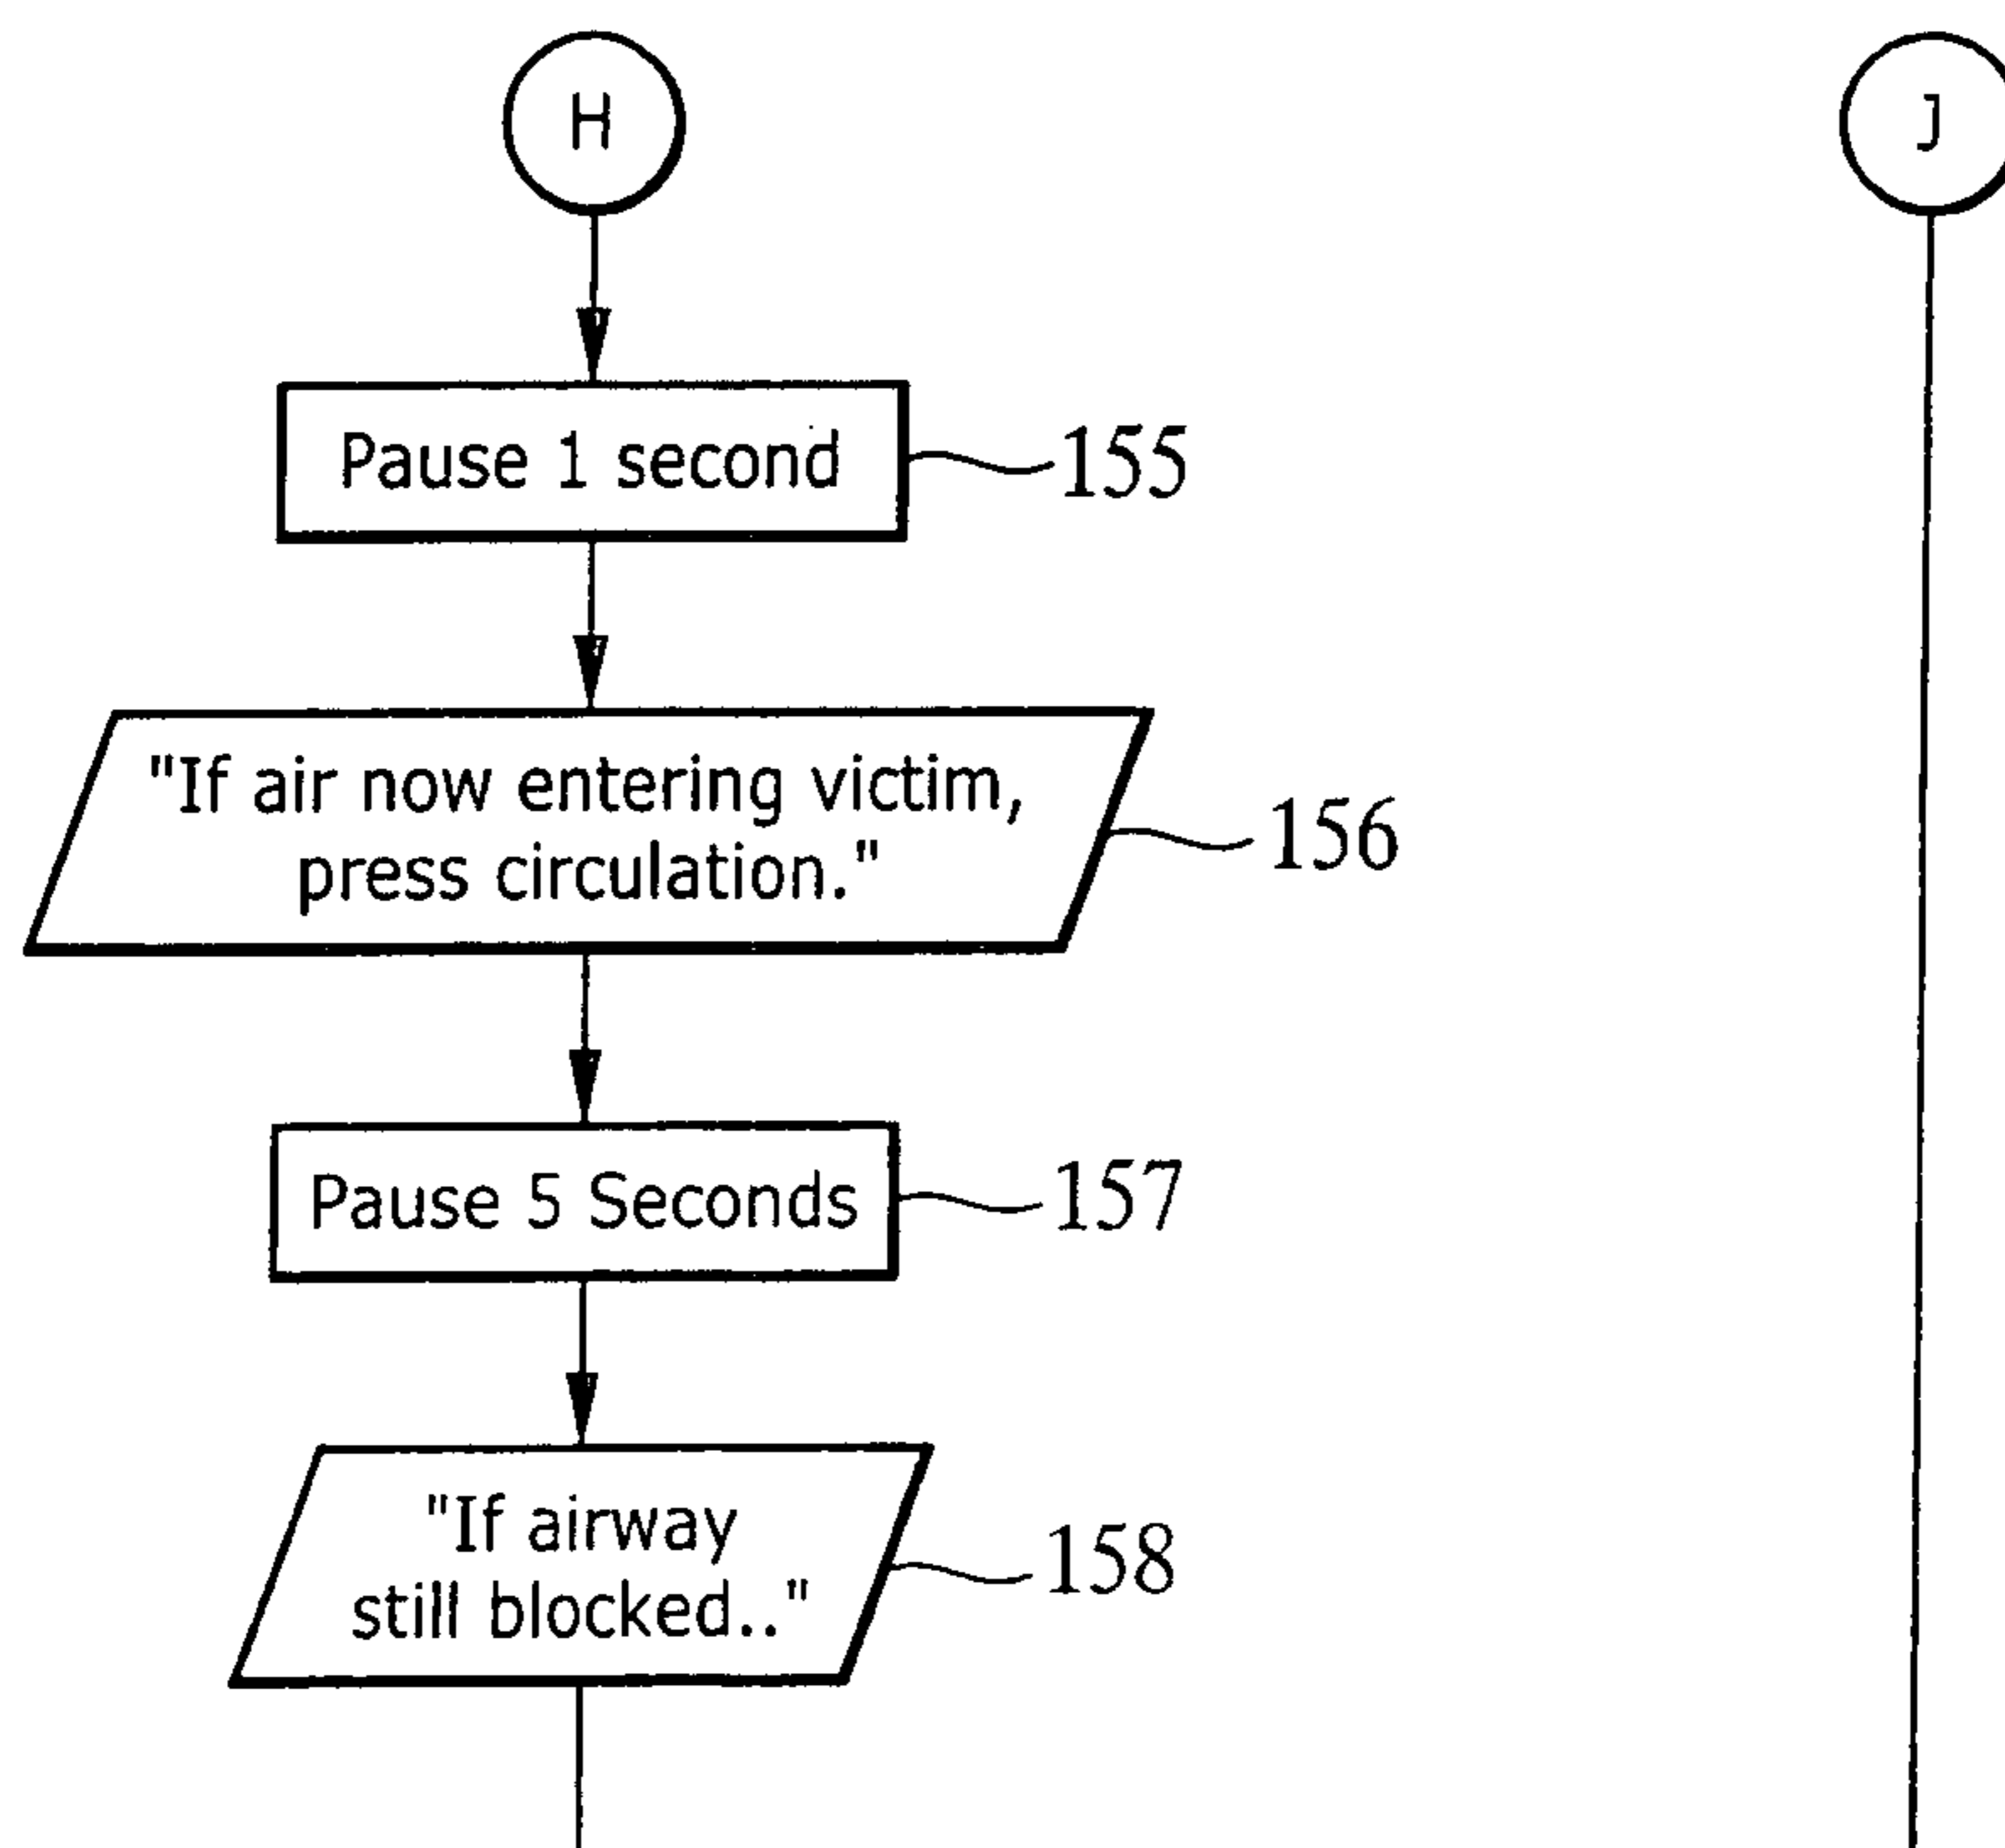 H
J
Pause 1 second
155
"If air now entering victim,
press circulation."
156
Pause 5 Seconds
157
"If airway
still blocked.."
158